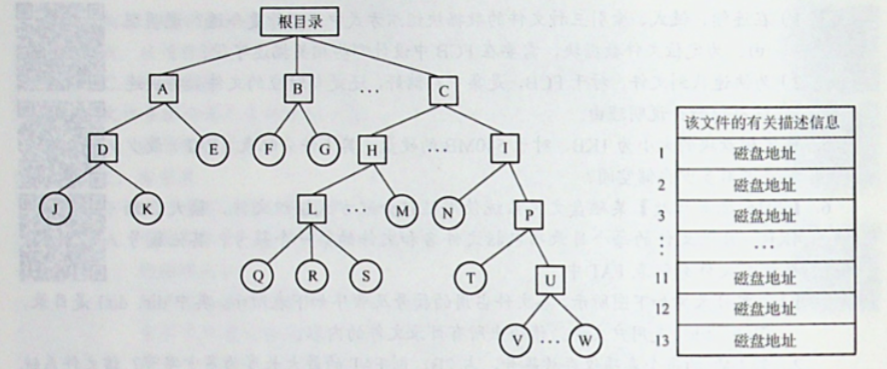 根目录
A B …… C
D E F G H … I
J K L … M N P
Q R S T U
V …… W
该文件的有关描述信息
1 磁盘地址
2 磁盘地址
3 磁盘地址
……
11 磁盘地址
12 磁盘地址
13 磁盘地址